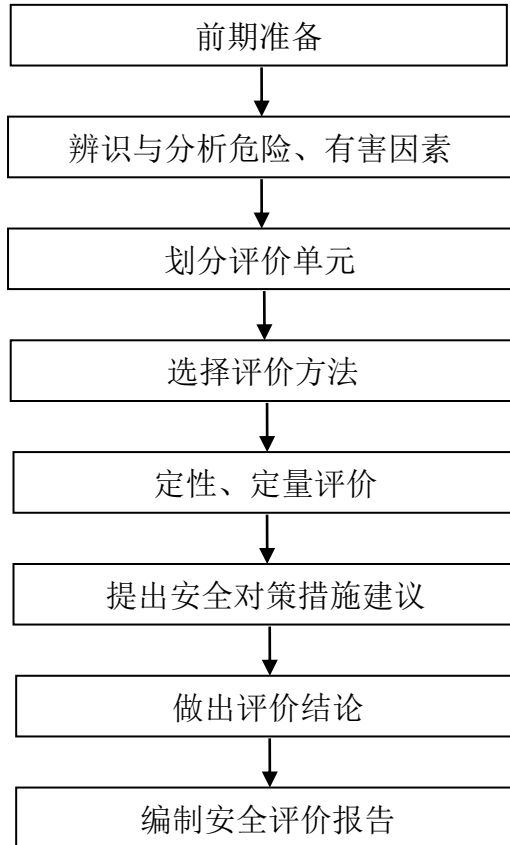 前期准备
辨识与分析危险、有害因素
划分评价单元
选择评价方法
定性、定量评价
提出安全对策措施建议
做出评价结论
编制安全评价报告